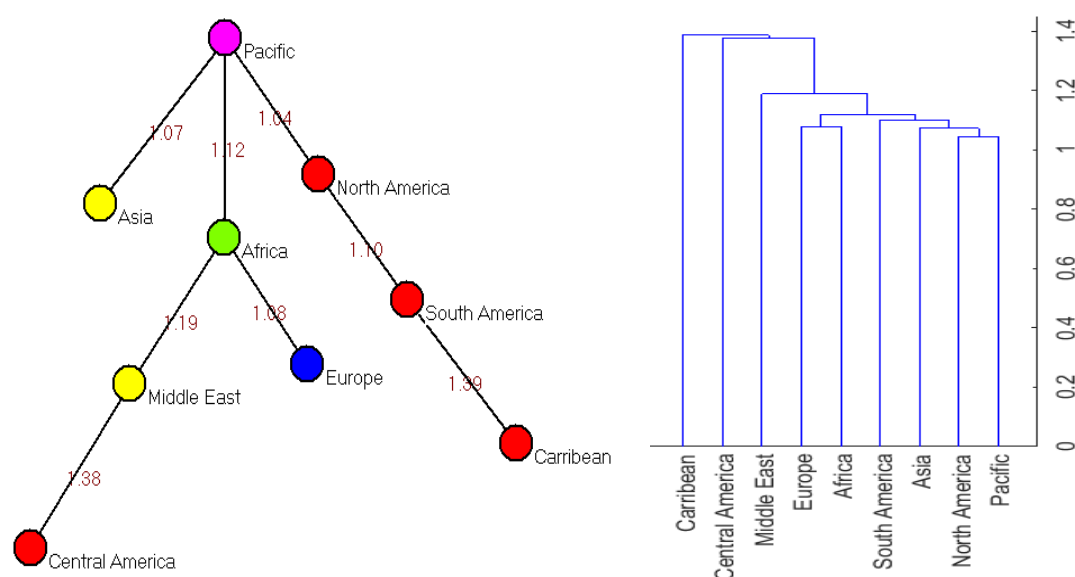 Pacific
1.07
1.04
1.12
North America
Asia
Africa
1.10
South America
1.19
1.08
Europe
Middle East
1.39
Carribean
1.38
Central America
1.4
1.2
1
0.8
0.6
0.4
0.2
0
Carribean
Central America
Middle East
Europe
Africa
South America
Asia
North America
Pacific